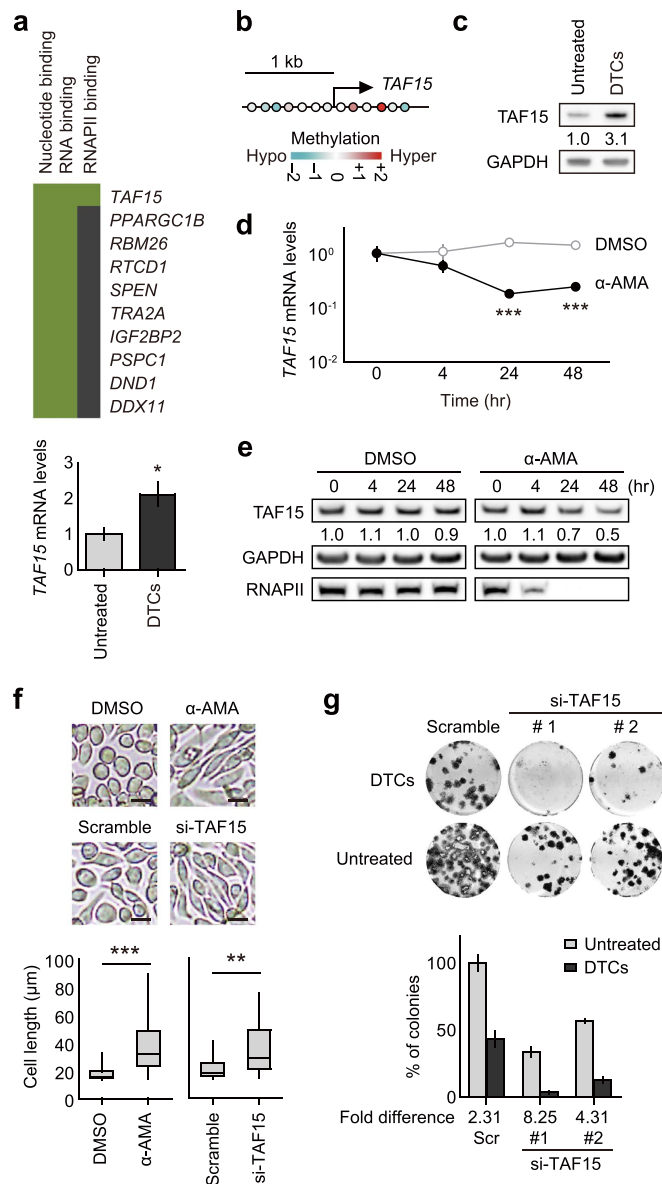 a
Nucleotide binding
RNA binding
RNAPII binding
TAF15
PPARGC1B
RBM26
RTCD1
SPEN
TRA2A
IGF2BP2
PSPC1
DND1
DDX11
TAF15 mRNA levels
3
2
1
0
*
Untreated
DTCs
b
1 kb
TAF15
Methylation
Hypo
Hyper
-2
-1
0
+1
+2
c
Untreated
DTCs
TAF15
1.0 3.1
GAPDH
d
TAF15 mRNA levels
10⁰
10⁻¹
10⁻²
DMSO
α-AMA
*** ***
0 4 24 48
Time (hr)
e
DMSO α-AMA
0 4 24 48 0 4 24 48 (hr)
TAF15
1.0 1.1 1.0 0.9 1.0 1.1 0.7 0.5
GAPDH
RNAPII
f
DMSO α-AMA
Scramble si-TAF15
Cell length (μm)
100
80
60
40
20
0
*** **
DMSO
α-AMA
Scramble
si-TAF15
g
si-TAF15
Scramble # 1 # 2
DTCs
Untreated
% of colonies
100
50
0
Untreated
DTCs
Fold difference 2.31 8.25 4.31
Scr #1 #2
si-TAF15